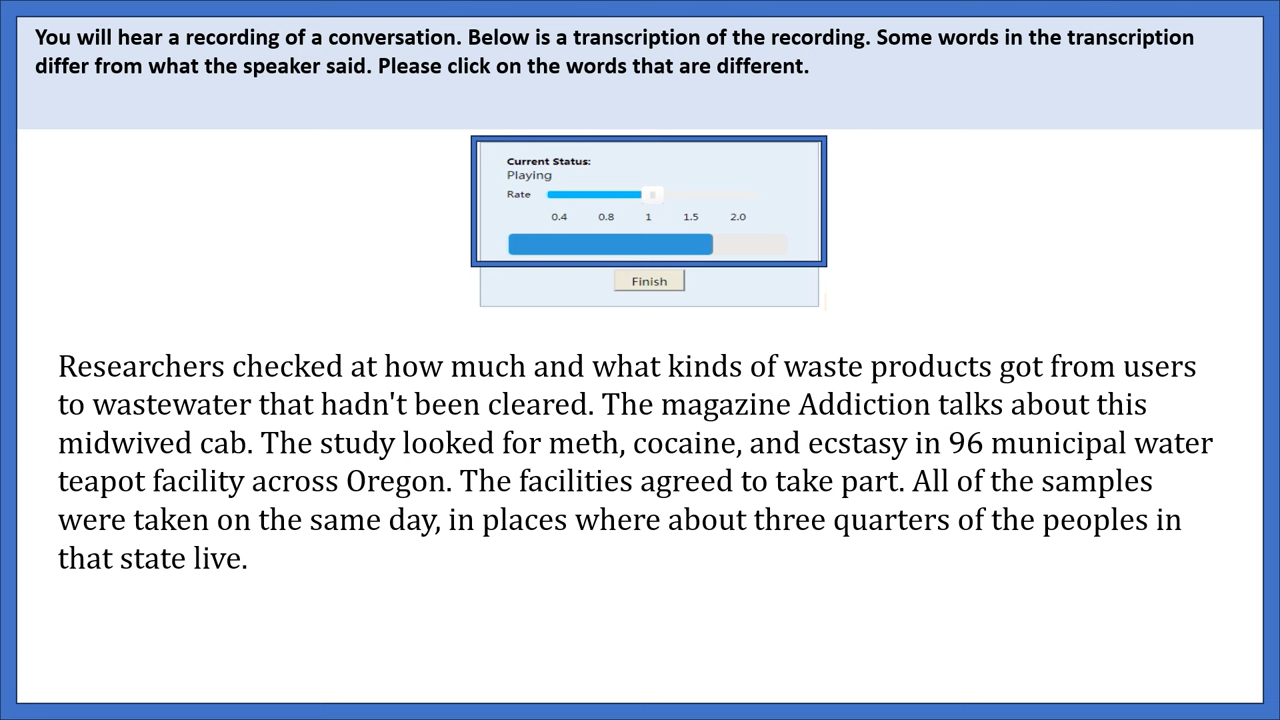 You will hear a recording of a conversation. Below is a transcription of the recording. Some words in the transcription
differ from what the speaker said. Please click on the words that are different.
Current Status:
Playing
Rate
0.4 0.8 1 1.5 2.0
Finish
Researchers checked at how much and what kinds of waste products got from users
to wastewater that hadn't been cleared. The magazine Addiction talks about this
midwived cab. The study looked for meth, cocaine, and ecstasy in 96 municipal water
teapot facility across Oregon. The facilities agreed to take part. All of the samples
were taken on the same day, in places where about three quarters of the peoples in
that state live.